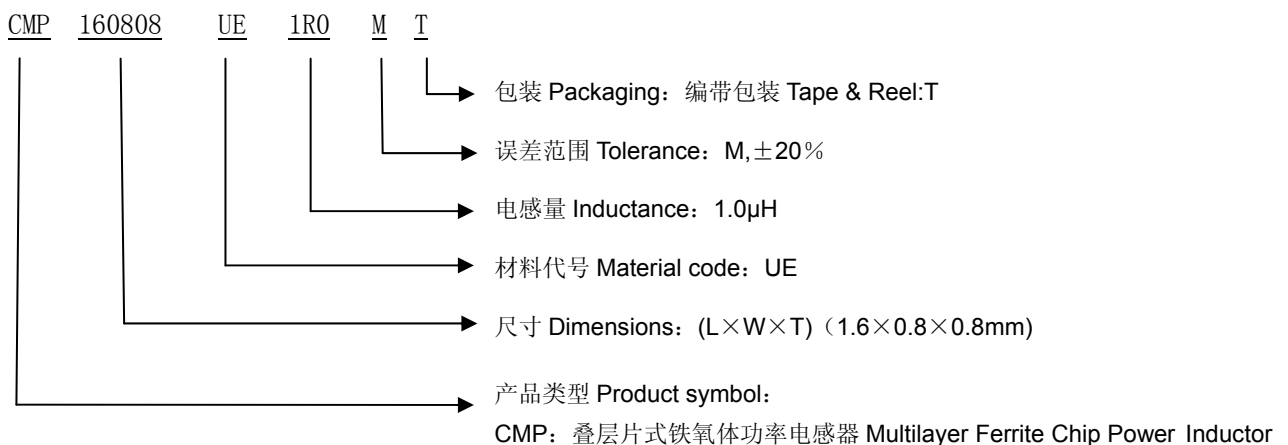 CMP 160808 UE 1R0 M T
包装 Packaging：编带包装 Tape & Reel:T
误差范围 Tolerance：M,±20％
电感量 Inductance：1.0μH
材料代号 Material code：UE
尺寸 Dimensions：(L×W×T)（1.6×0.8×0.8mm)
产品类型 Product symbol：
CMP：叠层片式铁氧体功率电感器 Multilayer Ferrite Chip Power Inductor